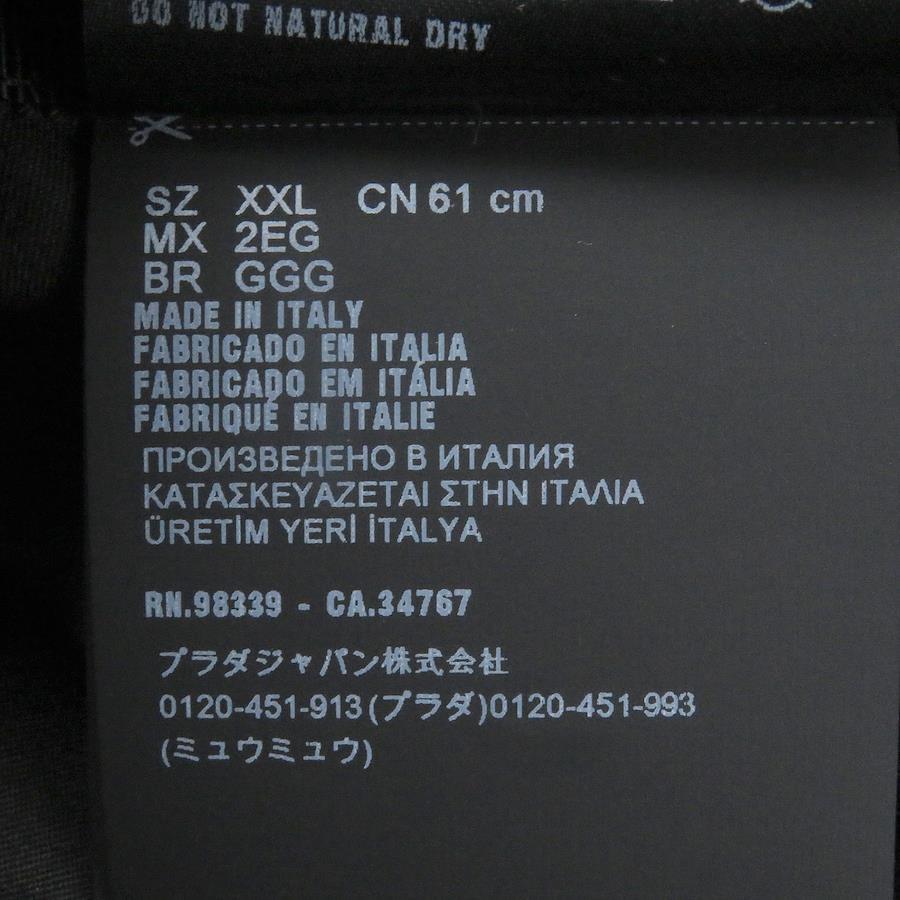 DO NOT NATURAL DRY
SZ XXL CN 61 cm
MX 2EG
BR GGG
MADE IN ITALY
FABRICADO EN ITALIA
FABRICADO EM ITÁLIA
FABRIQUÉ EN ITALIE
ПРОИЗВЕДЕНО В ИТАЛИЯ
ΚΑΤΑΣΚΕΥΑΖΕΤΑΙ ΣΤΗΝ ΙΤΑΛΙΑ
ÜRETİM YERİ İTALYA
RN.98339 - CA.34767
プラダジャパン株式会社
0120-451-913(プラダ)0120-451-993
(ミュウミュウ)